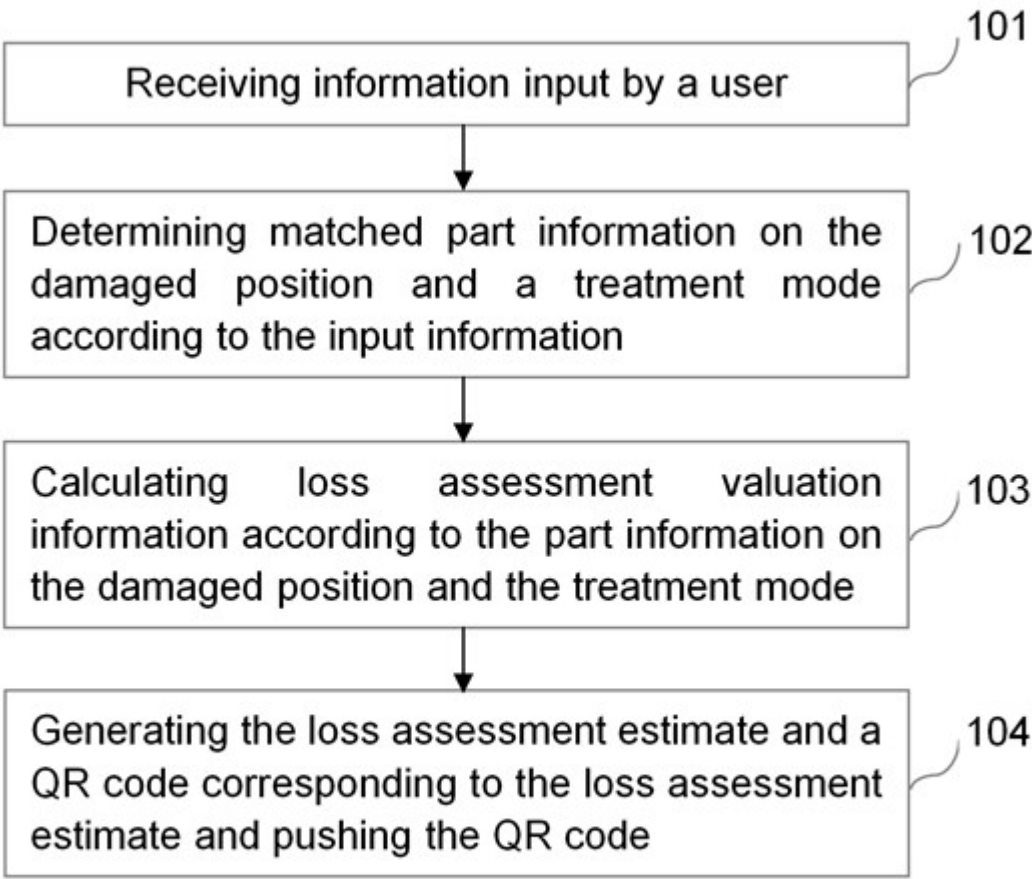 101
Receiving information input by a user
Determining matched part information on the
damaged position and a treatment mode
according to the input information
102
Calculating loss assessment valuation
information according to the part information on
the damaged position and the treatment mode
103
Generating the loss assessment estimate and a
QR code corresponding to the loss assessment
estimate and pushing the QR code
104